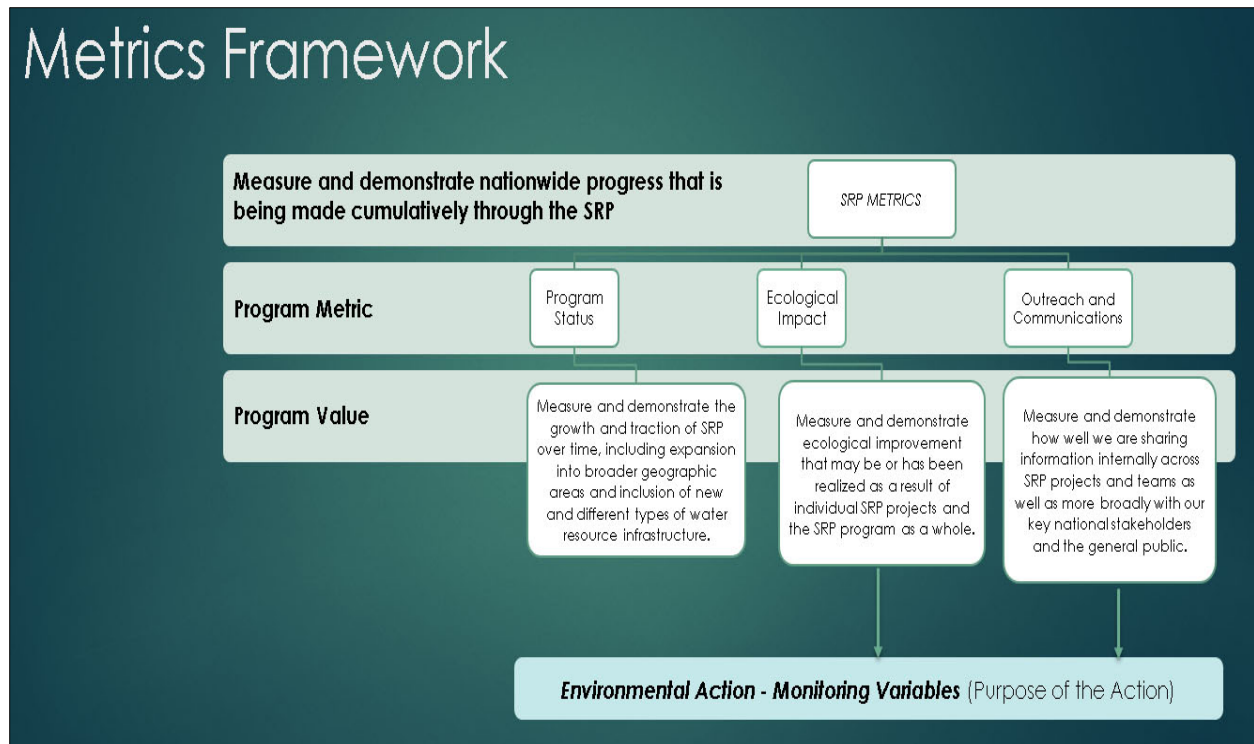 Metrics Framework
Measure and demonstrate nationwide progress that is
being made cumulatively through the SRP
SRP METRICS
Program Metric
Program
Status
Ecological
Impact
Outreach and
Communications
Program Value
Measure and demonstrate the
growth and traction of SRP
over time, including expansion
into broader geographic
areas and inclusion of new
and different types of water
resource infrastructure.
Measure and demonstrate
ecological improvement
that may be or has been
realized as a result of
individual SRP projects and
the SRP program as a whole.
Measure and demonstrate
how well we are sharing
information internally across
SRP projects and teams as
well as more broadly with our
key national stakeholders
and the general public.
Environmental Action - Monitoring Variables (Purpose of the Action)